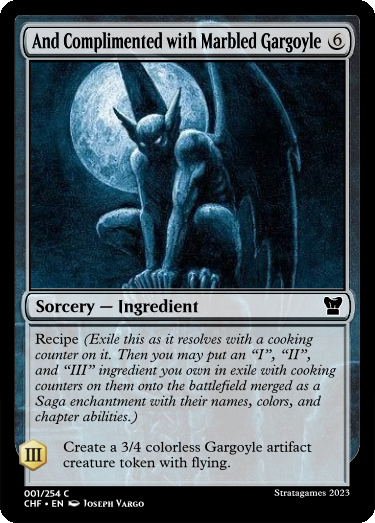 And Complimented with Marbled Gargoyle 6
Sorcery — Ingredient
Recipe (Exile this as it resolves with a cooking
counter on it. Then you may put an “I”, “II”,
and “III” ingredient you own in exile with cooking
counters on them onto the battlefield merged as a
Saga enchantment with their names, colors, and
chapter abilities.)
III Create a 3/4 colorless Gargoyle artifact
creature token with flying.
001/254 C Stratagames 2023
CHF • EN Joseph Vargo